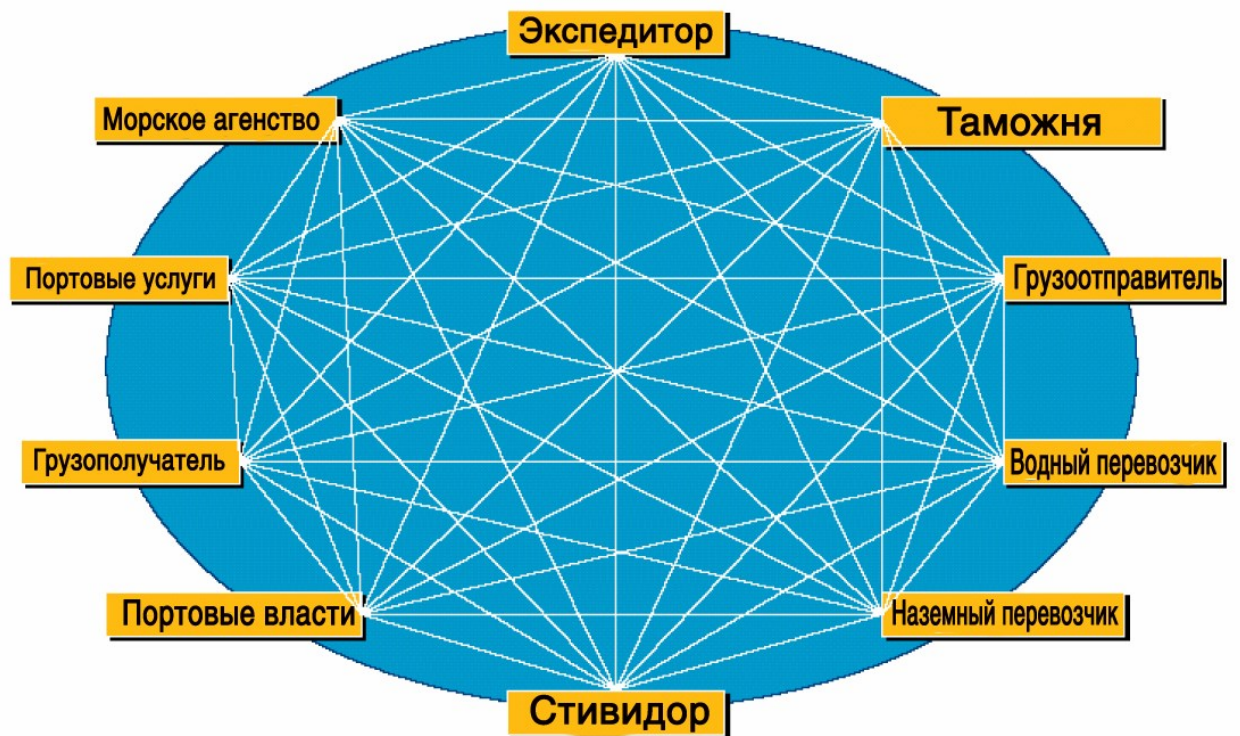 Экспедитор
Морское агенство
Таможня
Портовые услуги
Грузоотправитель
Грузополучатель
Водный перевозчик
Портовые власти
Наземный перевозчик
Стивидор